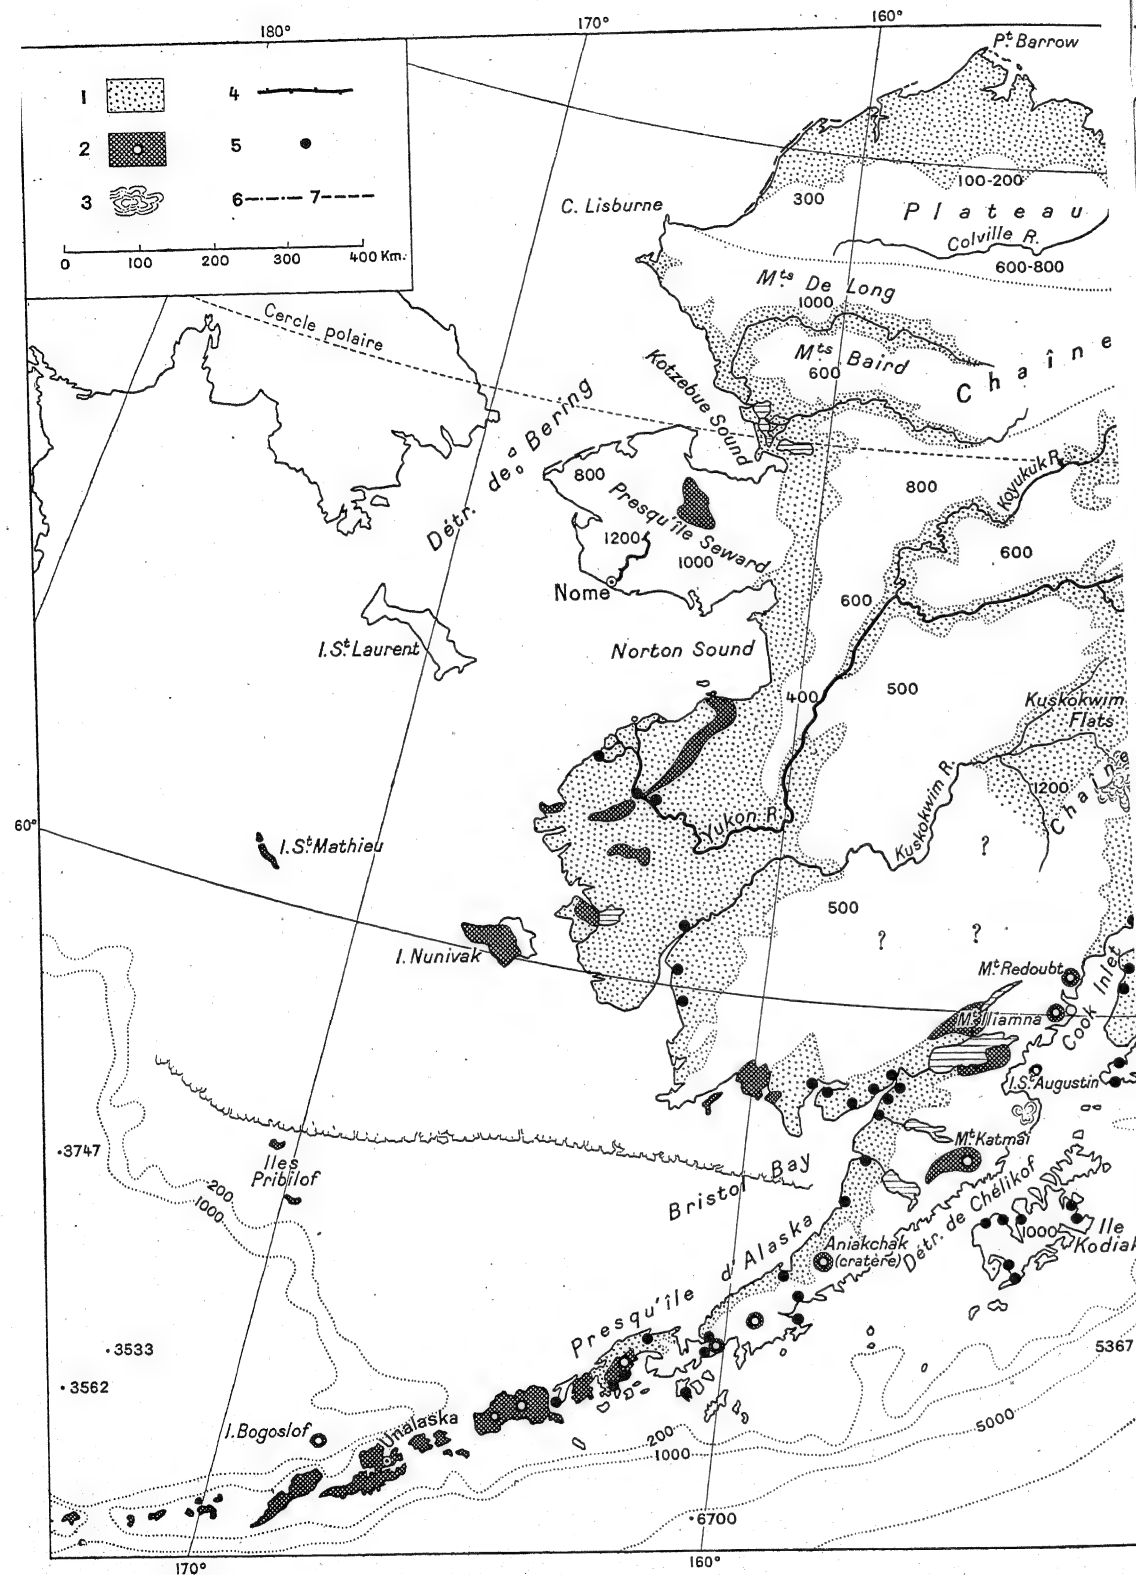 180°
170°
160°
Pt. Barrow
1
4
2
5
3
6
7
0 100 200 300 400 Km.
C. Lisburne
300
100-200
Plateau
Colville R.
600-800
Mts De Long
1000
Mts Baird
600
Chaîne
Cercle polaire
Kotzebue Sound
Détr. de Bering
800
Presqu'île Seward
1200
1000
Nome
800
Koyukuk R.
600
600
I. St. Laurent
Norton Sound
400
500
Kuskokwim
Flats
1200
Chaîne
Yukon R.
Kuskokwim R.
?
60°
I. St Mathieu
500
?
?
I. Nunivak
Mt. Redoubt
Mt. Iliamna
Cook Inlet
I. St. Augustin
Mt. Katmai
.3747
Iles
Pribilof
200
1000
Bristol Bay
Détr. de Chélikof
1000
Ile
Kodiak
Aniakchak
(cratère)
Presqu'île d'Alaska
.3533
.3562
5367
I. Bogoslof
Unalaska
200
1000
5000
.6700
170°
160°